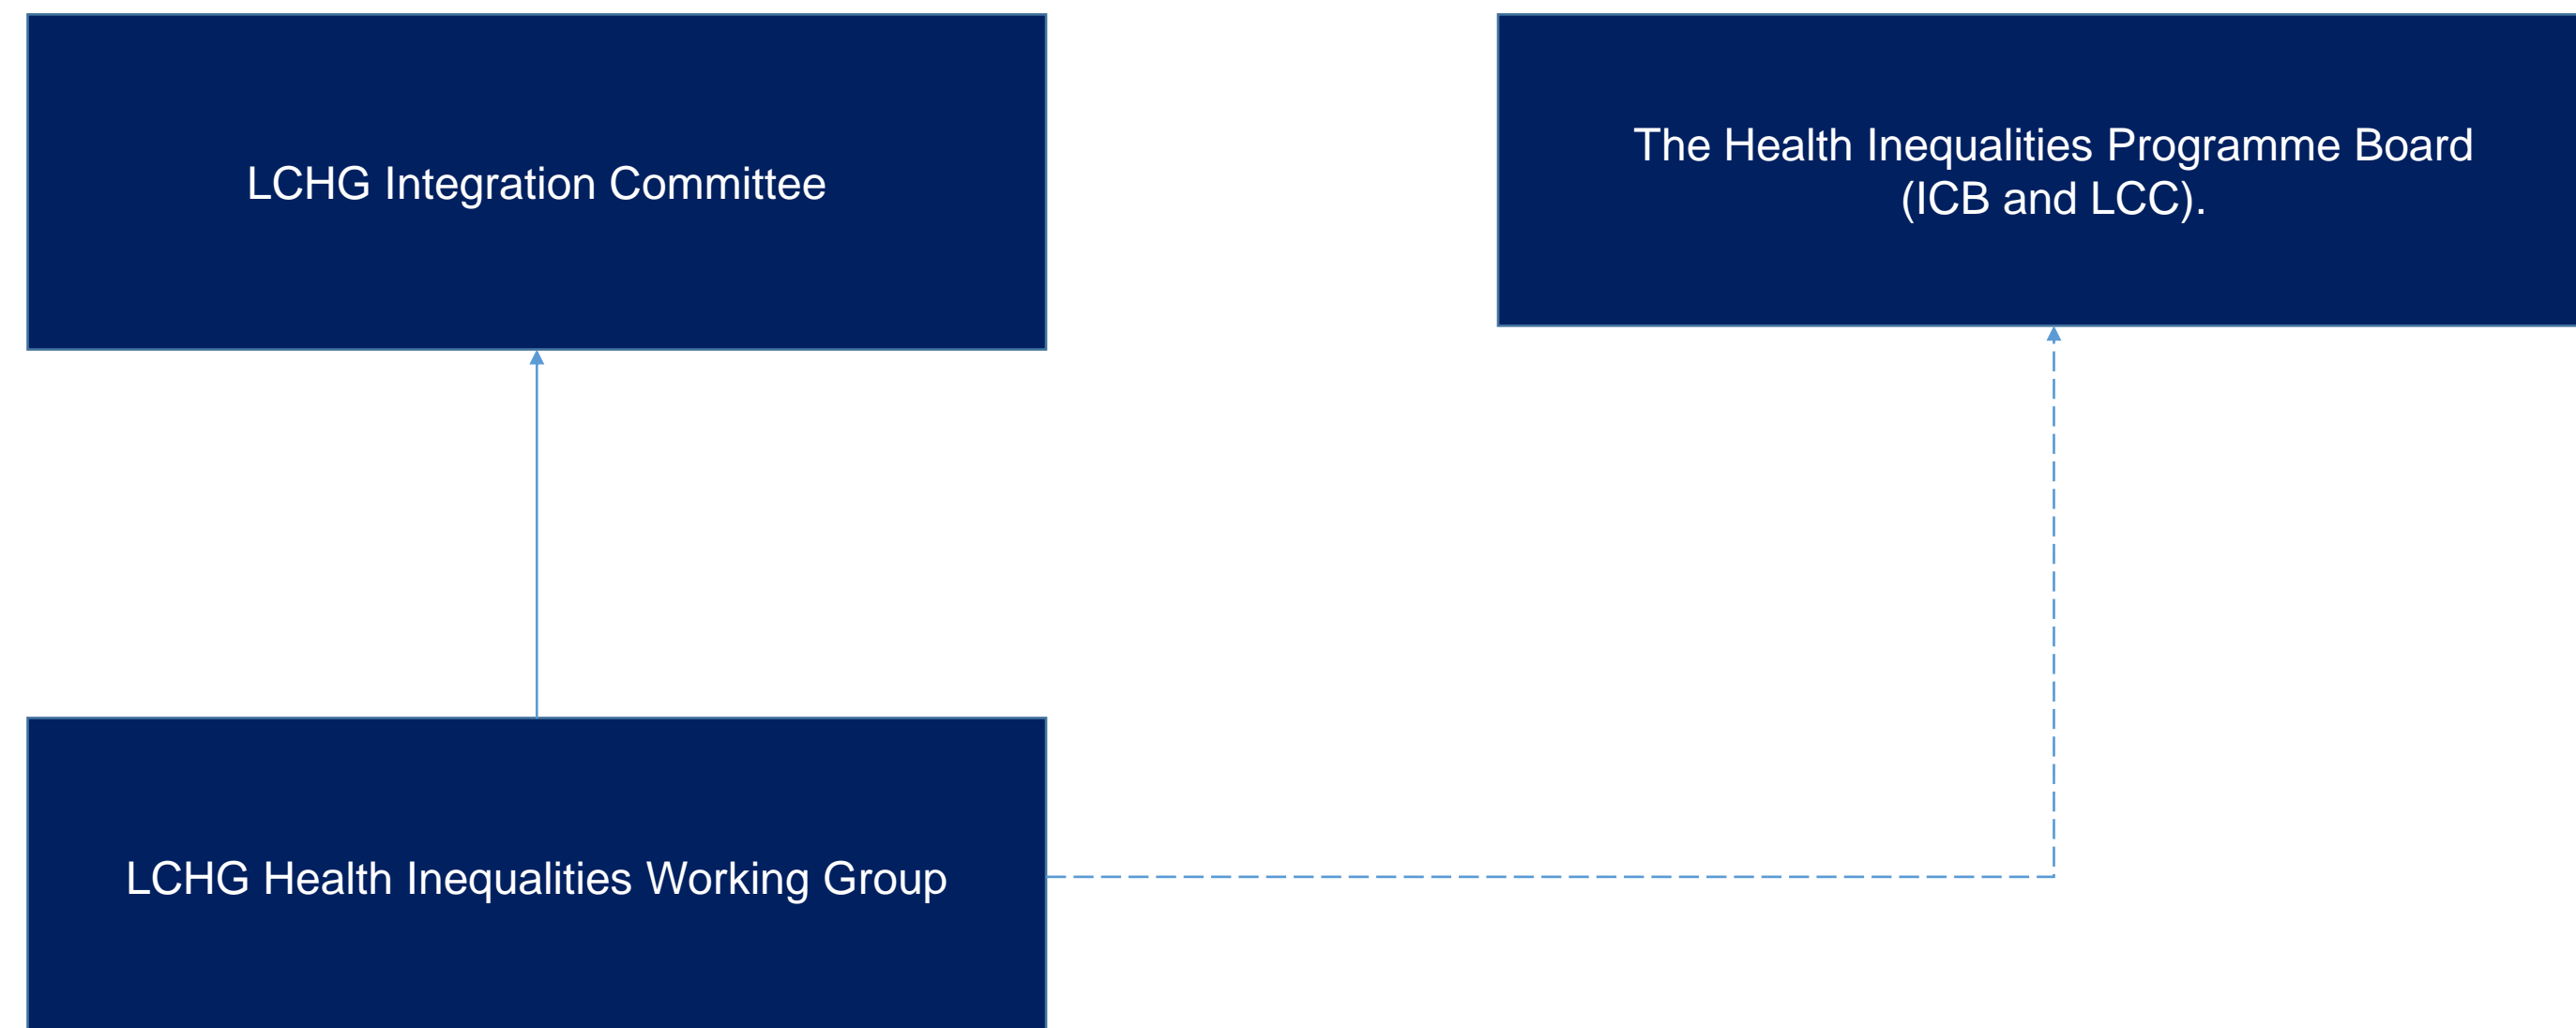 LCHG Integration Committee
The Health Inequalities Programme Board
(ICB and LCC).
LCHG Health Inequalities Working Group